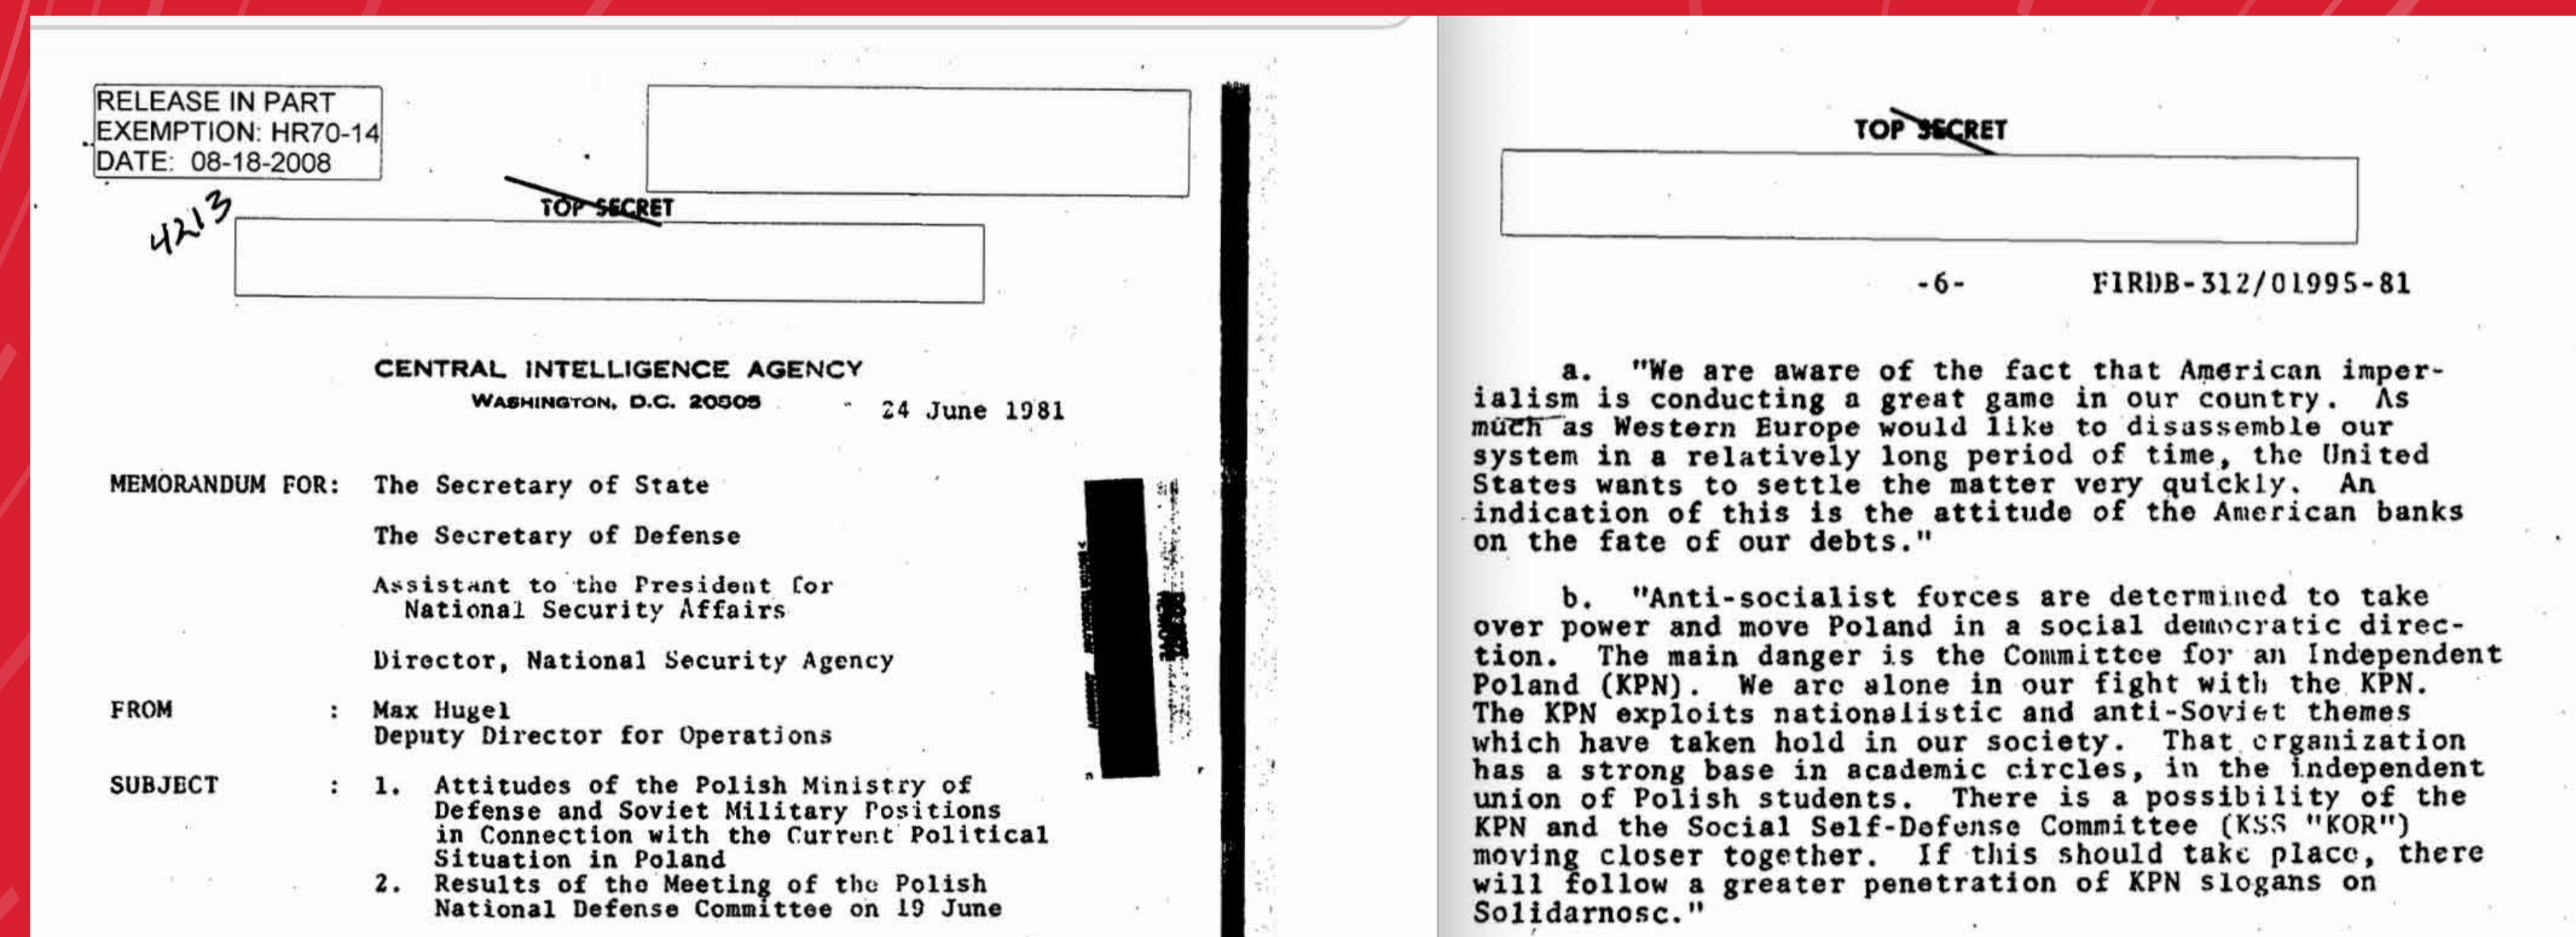 RELEASE IN PART
EXEMPTION: HR70-14
DATE: 08-18-2008
4213
TOP SECRET
CENTRAL INTELLIGENCE AGENCY
WASHINGTON, D.C. 20505
24 June 1981
MEMORANDUM FOR: The Secretary of State
The Secretary of Defense
Assistant to the President for
National Security Affairs
Director, National Security Agency
FROM : Max Hugel
Deputy Director for Operations
SUBJECT : 1. Attitudes of the Polish Ministry of
Defense and Soviet Military Positions
in Connection with the Current Political
Situation in Poland
2. Results of the Meeting of the Polish
National Defense Committee on 19 June
TOP SECRET
-6- FIRDB-312/01995-81
a. "We are aware of the fact that American imper-
ialism is conducting a great game in our country. As
much as Western Europe would like to disassemble our
system in a relatively long period of time, the United
States wants to settle the matter very quickly. An
indication of this is the attitude of the American banks
on the fate of our debts."
b. "Anti-socialist forces are determined to take
over power and move Poland in a social democratic direc-
tion. The main danger is the Committee for an Independent
Poland (KPN). We are alone in our fight with the KPN.
The KPN exploits nationalistic and anti-Soviet themes
which have taken hold in our society. That organization
has a strong base in academic circles, in the independent
union of Polish students. There is a possibility of the
KPN and the Social Self-Defense Committee (KSS "KOR")
moving closer together. If this should take place, there
will follow a greater penetration of KPN slogans on
Solidarnosc."